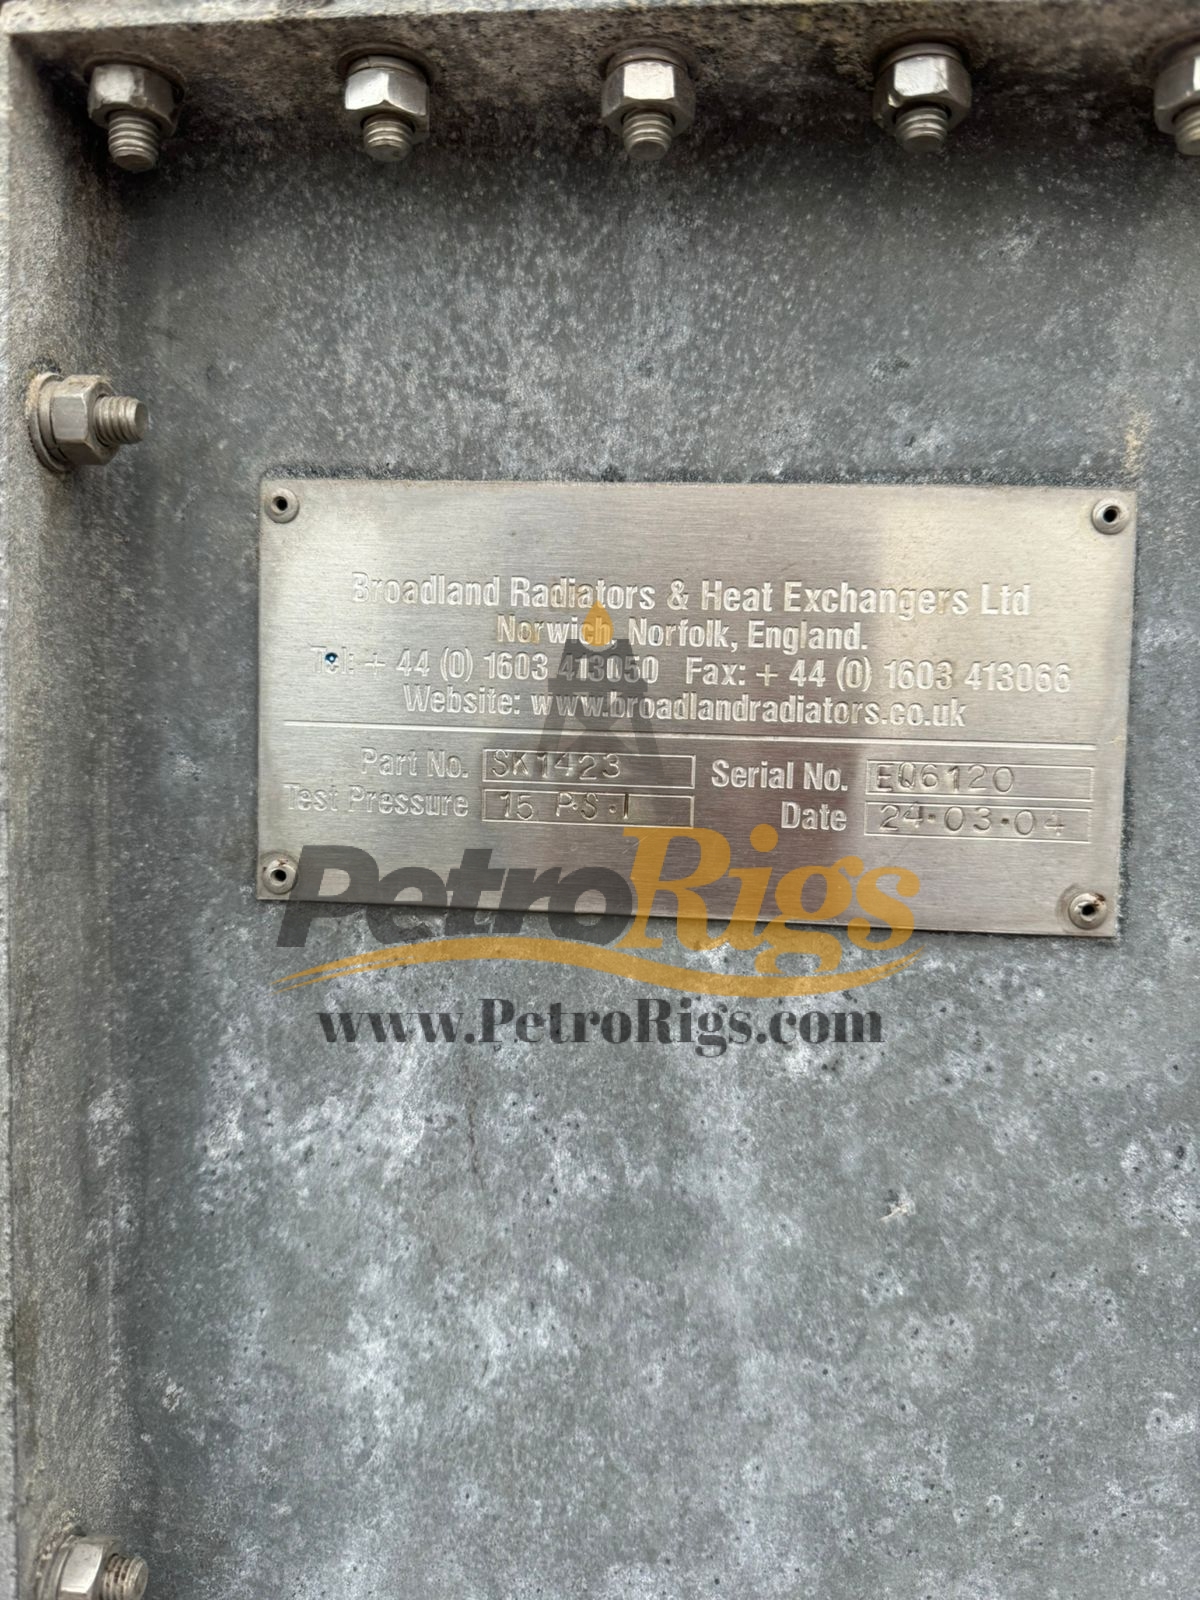 Broadland Radiators & Heat Exchangers Ltd
Norwich, Norfolk, England.
Tel: + 44 (0) 1603 413050 Fax: + 44 (0) 1603 413066
Website: www.broadlandradiators.co.uk
Part No. SK1423 Serial No. EQ6120
Test Pressure 15 P.S.I Date 24.03.04
PetroRigs
www.PetroRigs.com